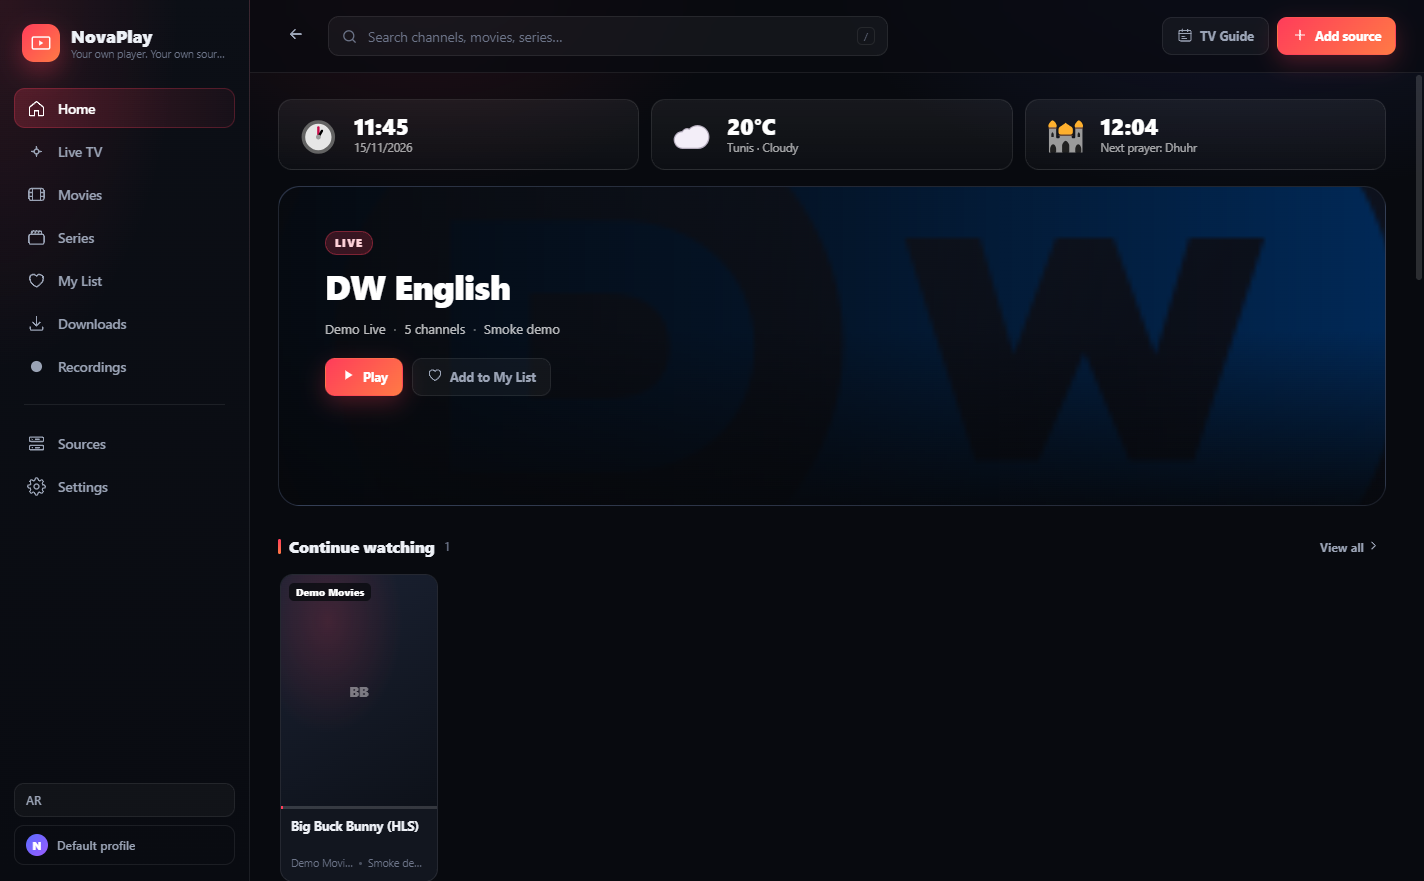 NovaPlay
Your own player. Your own sour...
Home
Live TV
Movies
Series
My List
Downloads
Recordings
Sources
Settings
AR
N
Default profile
Search channels, movies, series...
/
TV Guide
Add source
11:45
15/11/2026
20°C
Tunis · Cloudy
12:04
Next prayer: Dhuhr
LIVE
DW English
Demo Live · 5 channels · Smoke demo
Play
Add to My List
DW
Continue watching 1
View all
Demo Movies
BB
Big Buck Bunny (HLS)
Demo Movi... • Smoke de...